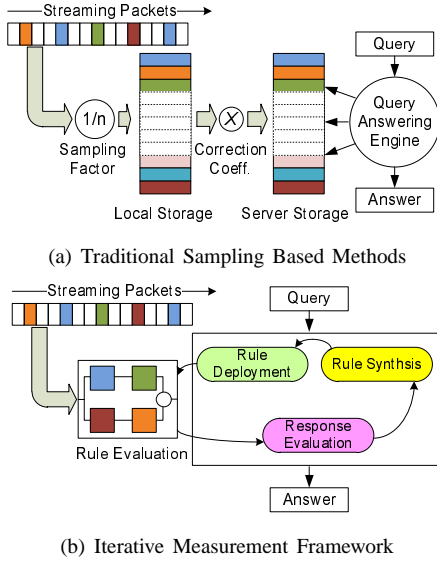 Streaming Packets
Query
1/n
X
Query
Answering
Engine
Sampling
Factor
Correction
Coeff.
Answer
Local Storage
Server Storage
(a) Traditional Sampling Based Methods
Streaming Packets
Query
Rule
Deployment
Rule Synthsis
Response
Evaluation
Rule Evaluation
Answer
(b) Iterative Measurement Framework